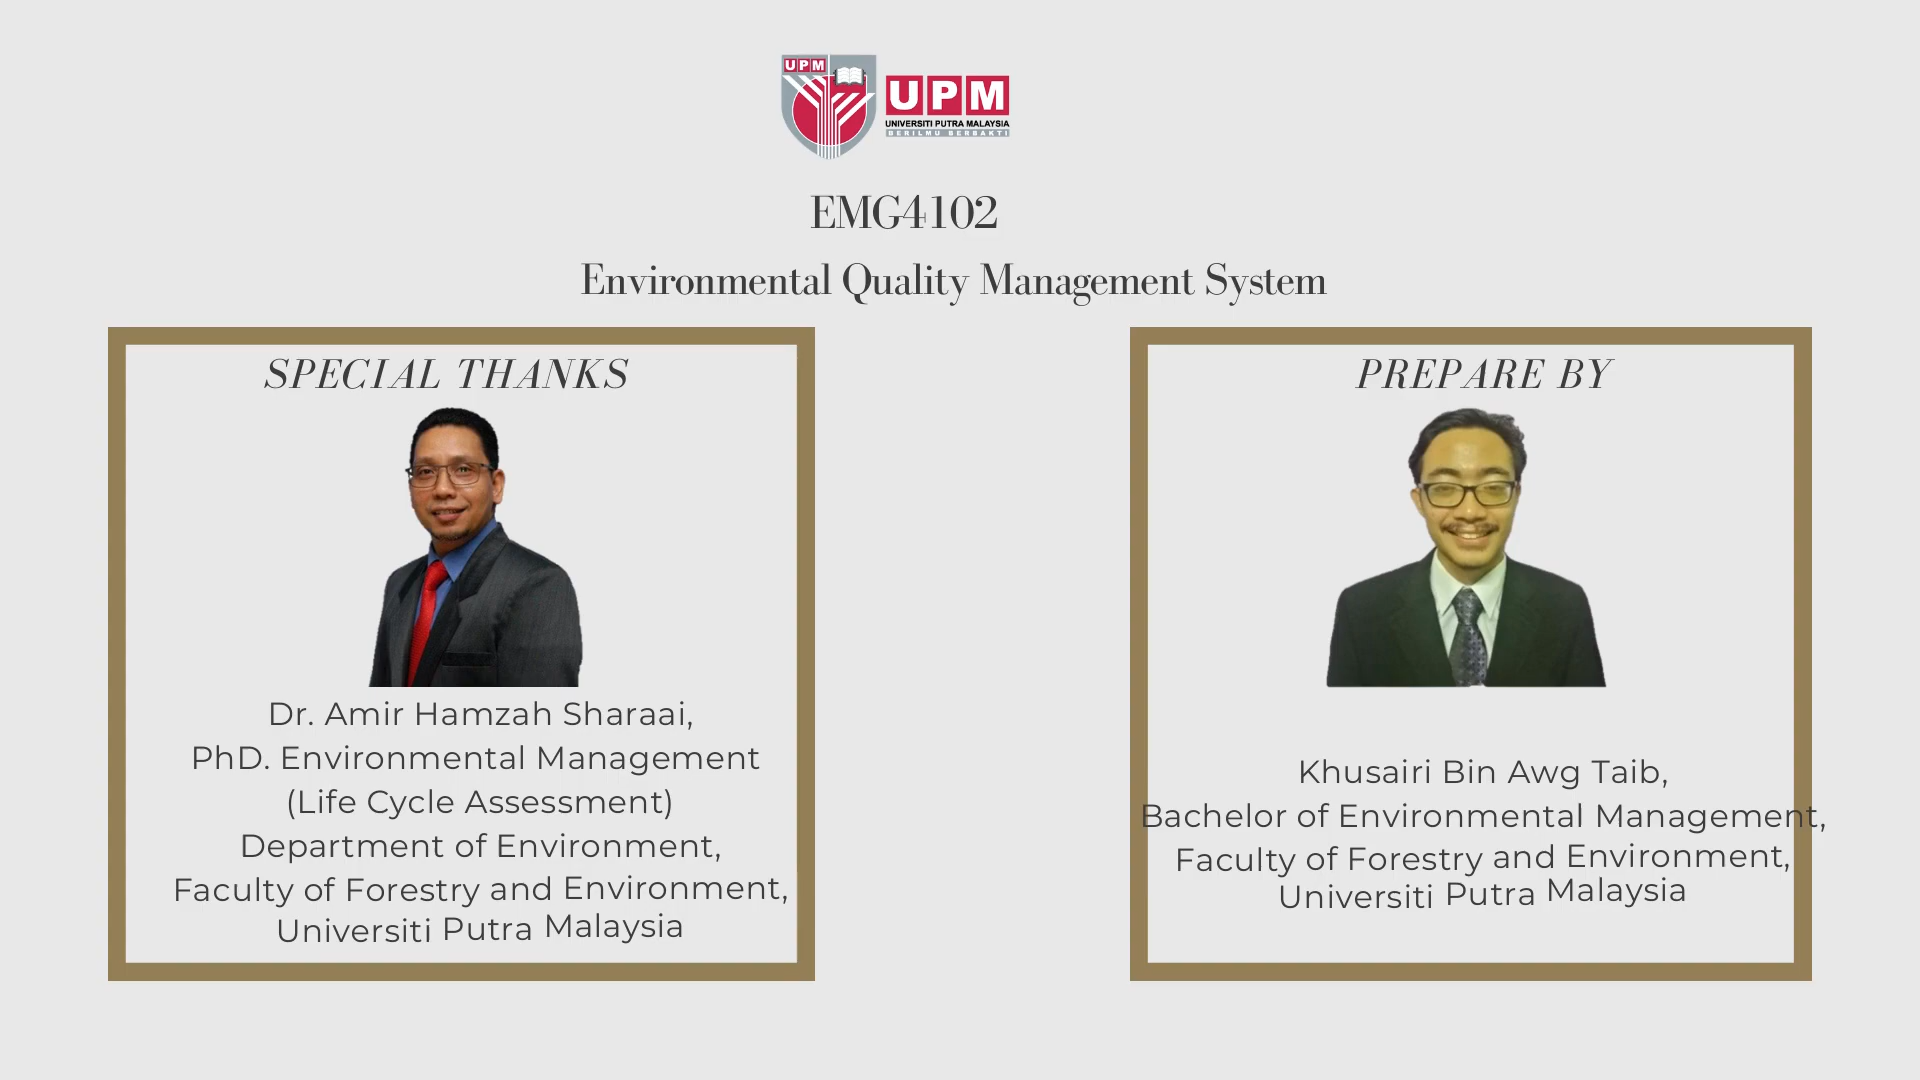 UPM
UPM
UNIVERSITI PUTRA MALAYSIA
BERILMU BERBAKTI
EMG4102
Environmental Quality Management System
SPECIAL THANKS
Dr. Amir Hamzah Sharaai,
PhD. Environmental Management
(Life Cycle Assessment)
Department of Environment,
Faculty of Forestry and Environment,
Universiti Putra Malaysia
PREPARE BY
Khusairi Bin Awg Taib,
Bachelor of Environmental Management,
Faculty of Forestry and Environment,
Universiti Putra Malaysia